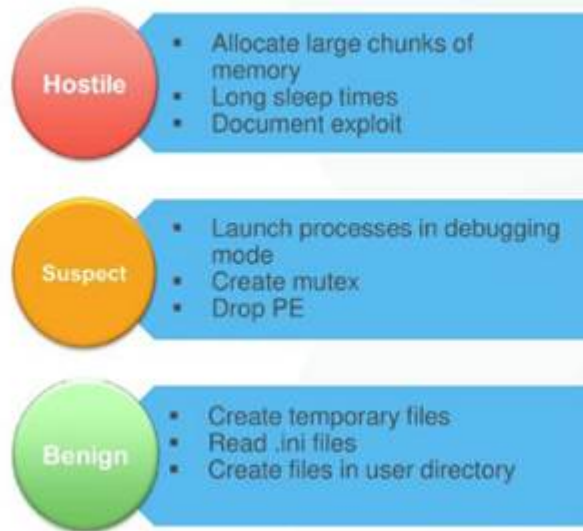 Hostile
▪ Allocate large chunks of
memory
▪ Long sleep times
▪ Document exploit
Suspect
▪ Launch processes in debugging
mode
▪ Create mutex
▪ Drop PE
Benign
▪ Create temporary files
▪ Read .ini files
▪ Create files in user directory